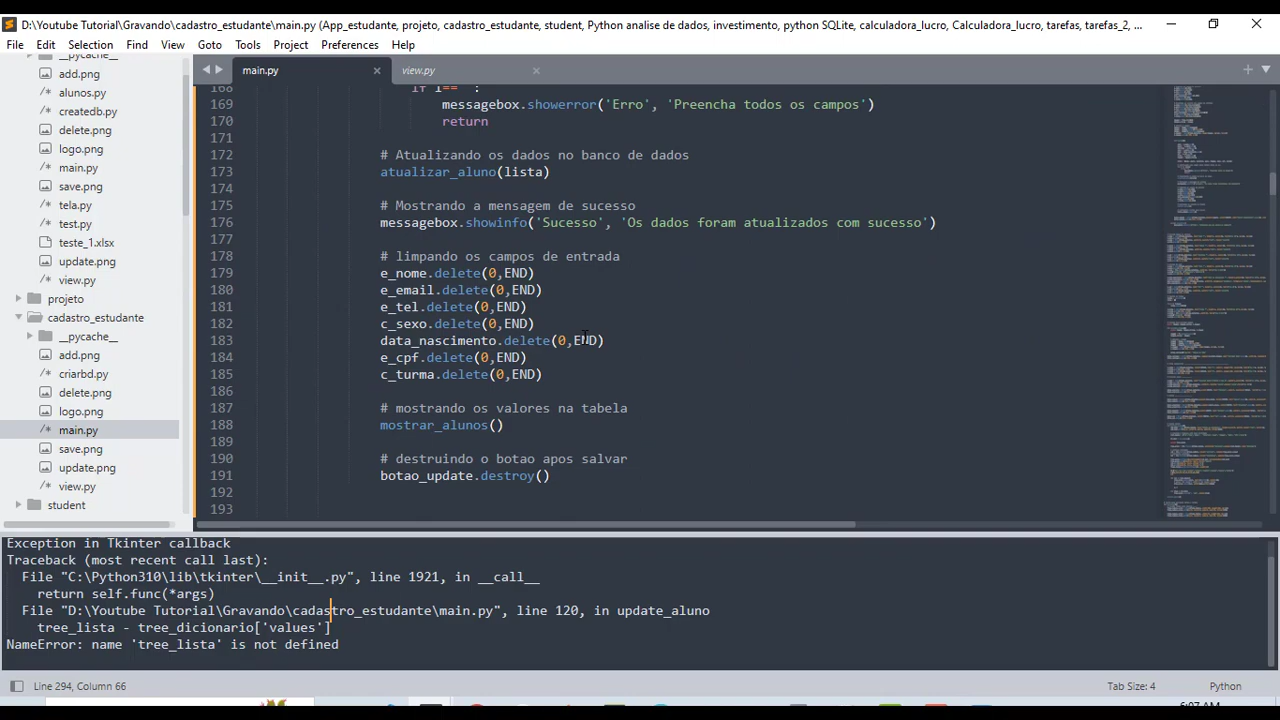 D:\Youtube Tutorial\Gravando\cadastro_estudante\main.py (App_estudante, projeto, cadastro_estudante, student, Python analise de dados, investimento, python SQLite, calculadora_lucro, Calculadora_lucro, tarefas, tarefas_2, ...
File Edit Selection Find View Goto Tools Project Preferences Help
__pycache__
add.png
alunos.py
createdb.py
delete.png
logo.png
main.py
save.png
tela.py
test.py
teste_1.xlsx
update.png
view.py
projeto
cadastro_estudante
__pycache__
add.png
criarbd.py
delete.png
logo.png
main.py
save.png
update.png
view.py
student
main.py view.py
168
169 messagebox.showerror('Erro', 'Preencha todos os campos')
170 return
171
172 # Atualizando os dados no banco de dados
173 atualizar_aluno(lista)
174
175 # Mostrando a mensagem de sucesso
176 messagebox.showinfo('Sucesso', 'Os dados foram atualizados com sucesso')
177
178 # limpando os campos de entrada
179 e_nome.delete(0,END)
180 e_email.delete(0,END)
181 e_tel.delete(0,END)
182 c_sexo.delete(0,END)
183 data_nascimento.delete(0,END)
184 e_cpf.delete(0,END)
185 c_turma.delete(0,END)
186
187 # mostrando os valores na tabela
188 mostrar_alunos()
189
190 # destruindo apos salvar
191 botao_update.destroy()
192
193
Exception in Tkinter callback
Traceback (most recent call last):
File "C:\Python310\lib\tkinter\__init__.py", line 1921, in __call__
return self.func(*args)
File "D:\Youtube Tutorial\Gravando\cadastro_estudante\main.py", line 120, in update_aluno
tree_lista - tree_dicionario['values']
NameError: name 'tree_lista' is not defined
Line 294, Column 66 Tab Size: 4 Python